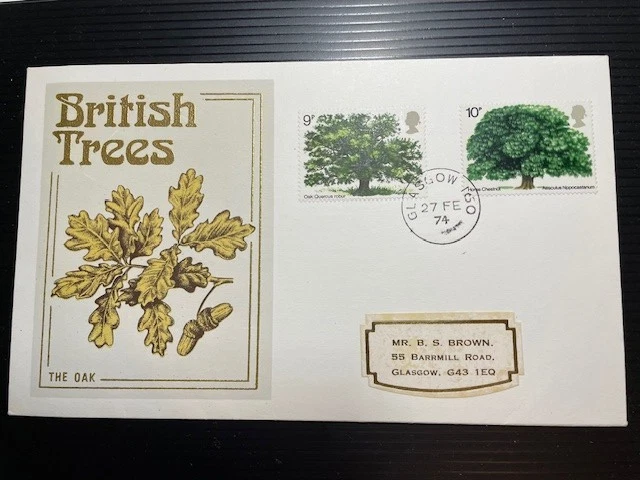 British
Trees
THE OAK
9P
Oak Quercus robur
10P
Horse Chestnut Aesculus hippocastanum
GLASGOW T60
27 FE
74
MR. B. S. BROWN,
55 BARRMILL ROAD,
GLASGOW, G43 1EQ